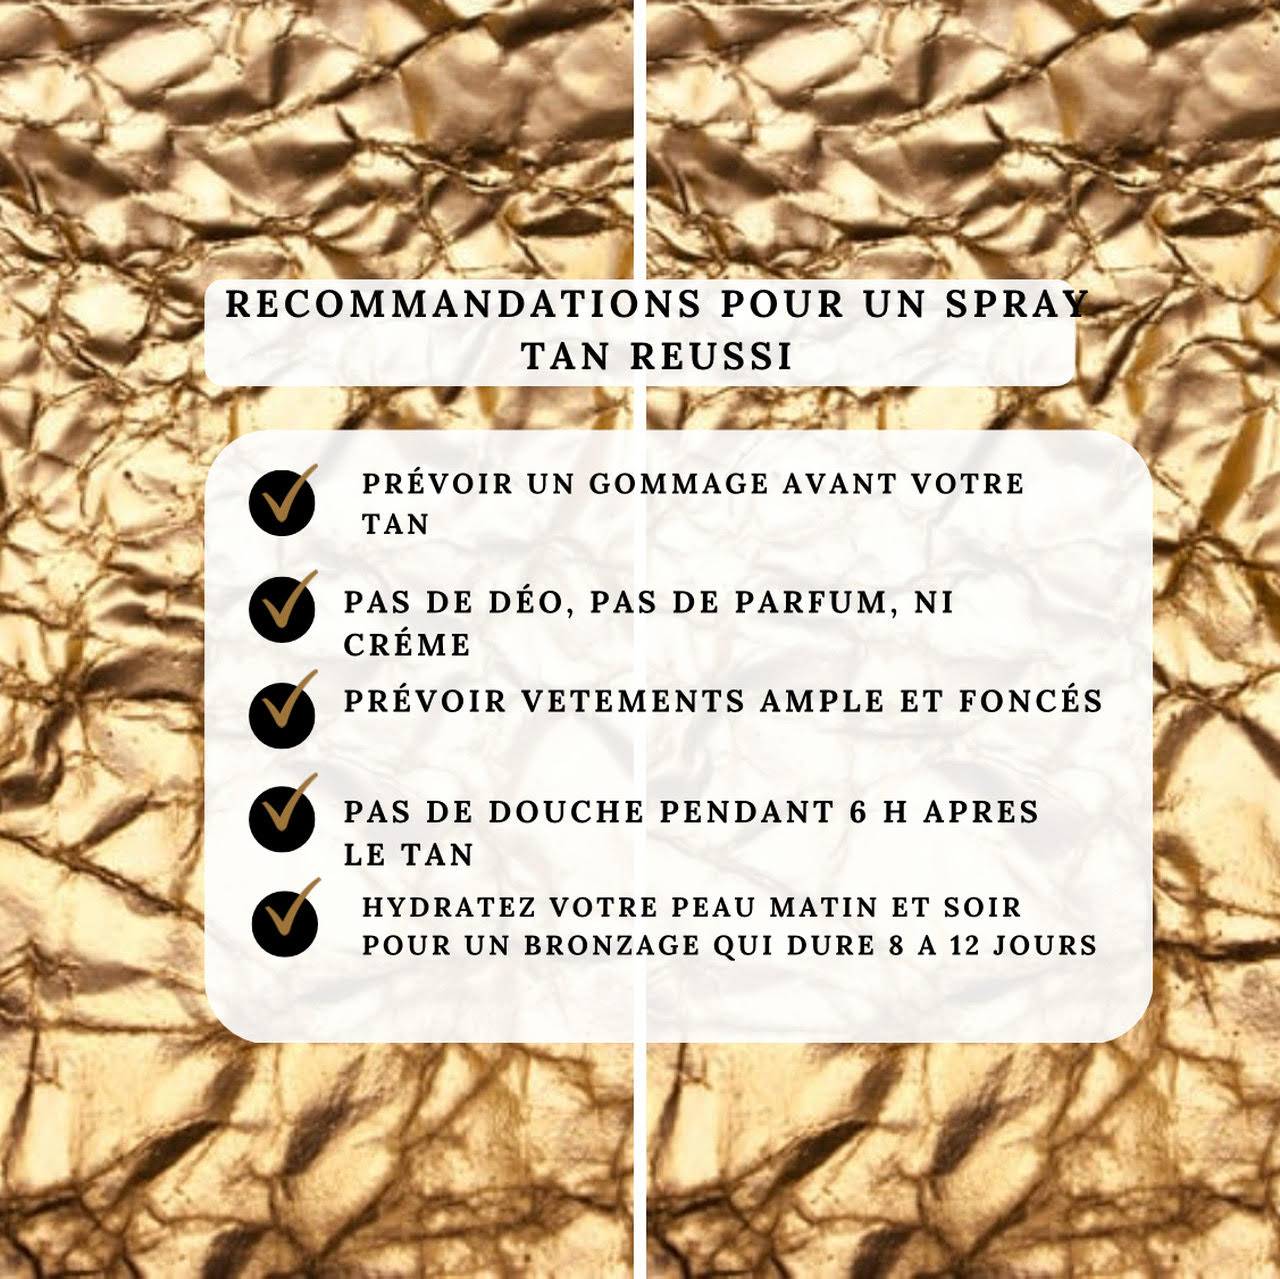 RECOMMANDATIONS POUR UN SPRAY
TAN REUSSI
PRÉVOIR UN GOMMAGE AVANT VOTRE
TAN
PAS DE DÉO, PAS DE PARFUM, NI
CRÉME
PRÉVOIR VETEMENTS AMPLE ET FONCÉS
PAS DE DOUCHE PENDANT 6 H APRES
LE TAN
HYDRATEZ VOTRE PEAU MATIN ET SOIR
POUR UN BRONZAGE QUI DURE 8 A 12 JOURS